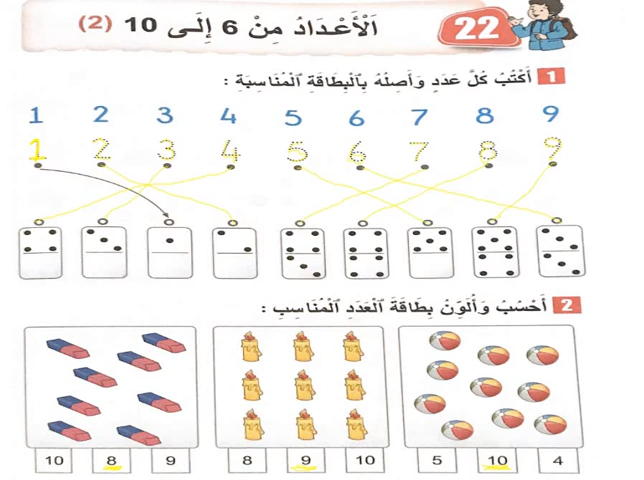 22 اَلْأَعْدَادُ مِنْ 6 إِلَى 10 (2)
1 أَكْتُبُ كُلَّ عَدَدٍ وَأَصِلُهُ بِالْبِطَاقَةِ الْمُنَاسِبَةِ :
1 2 3 4 5 6 7 8 9
1 2 3 4 5 6 7 8 9
2 أَحْسُبُ وَأُلَوِّنُ بِطَاقَةَ الْعَدَدِ الْمُنَاسِبِ :
10 8 9 8 9 10 5 10 4